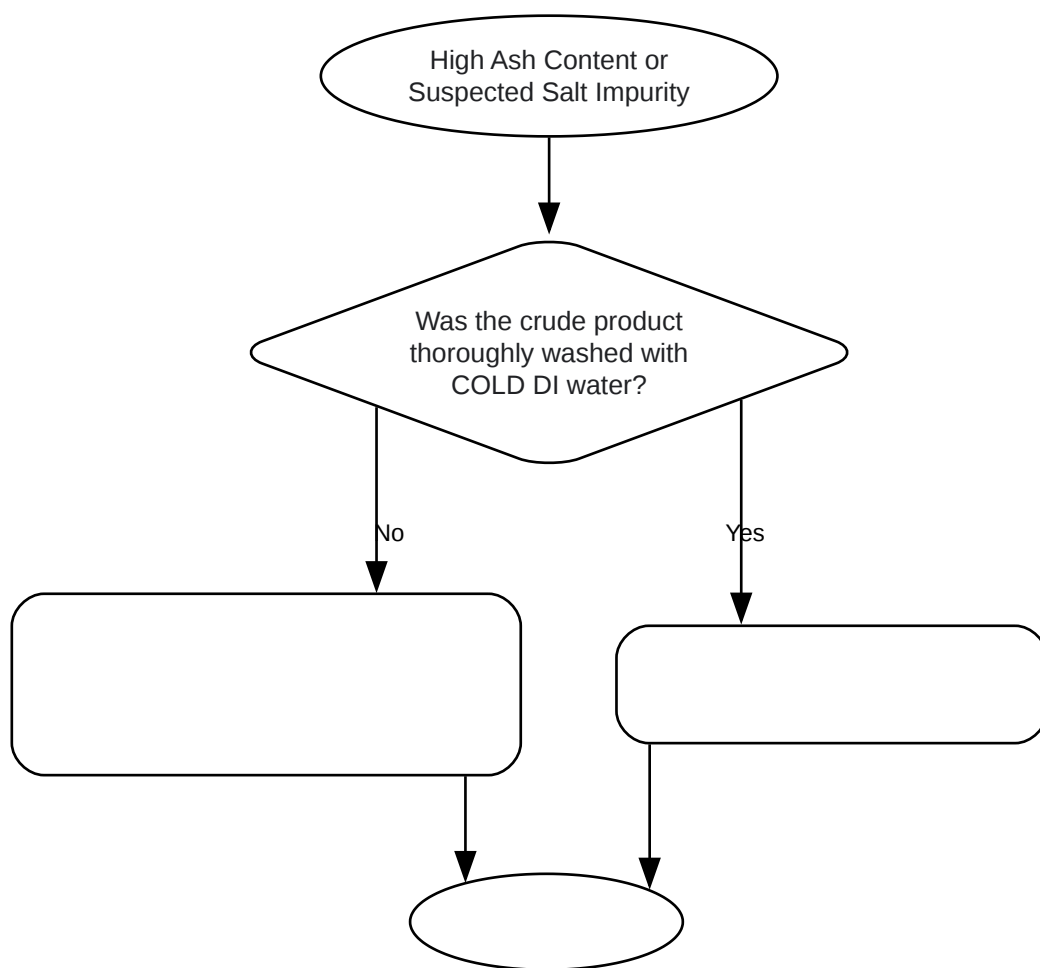 High Ash Content or
Suspected Salt Impurity
Was the crude product
thoroughly washed with
COLD DI water?
No
Yes